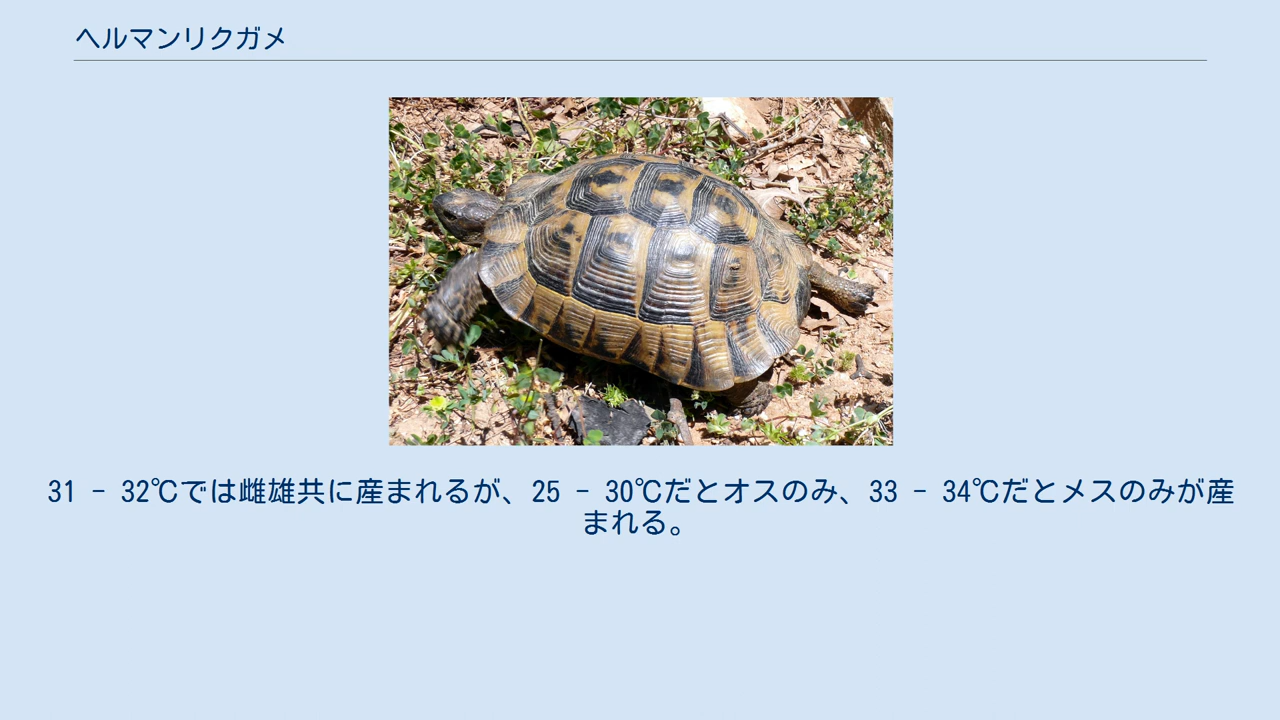 ヘルマンリクガメ
31 - 32℃では雌雄共に産まれるが、25 - 30℃だとオスのみ、33 - 34℃だとメスのみが産
まれる。